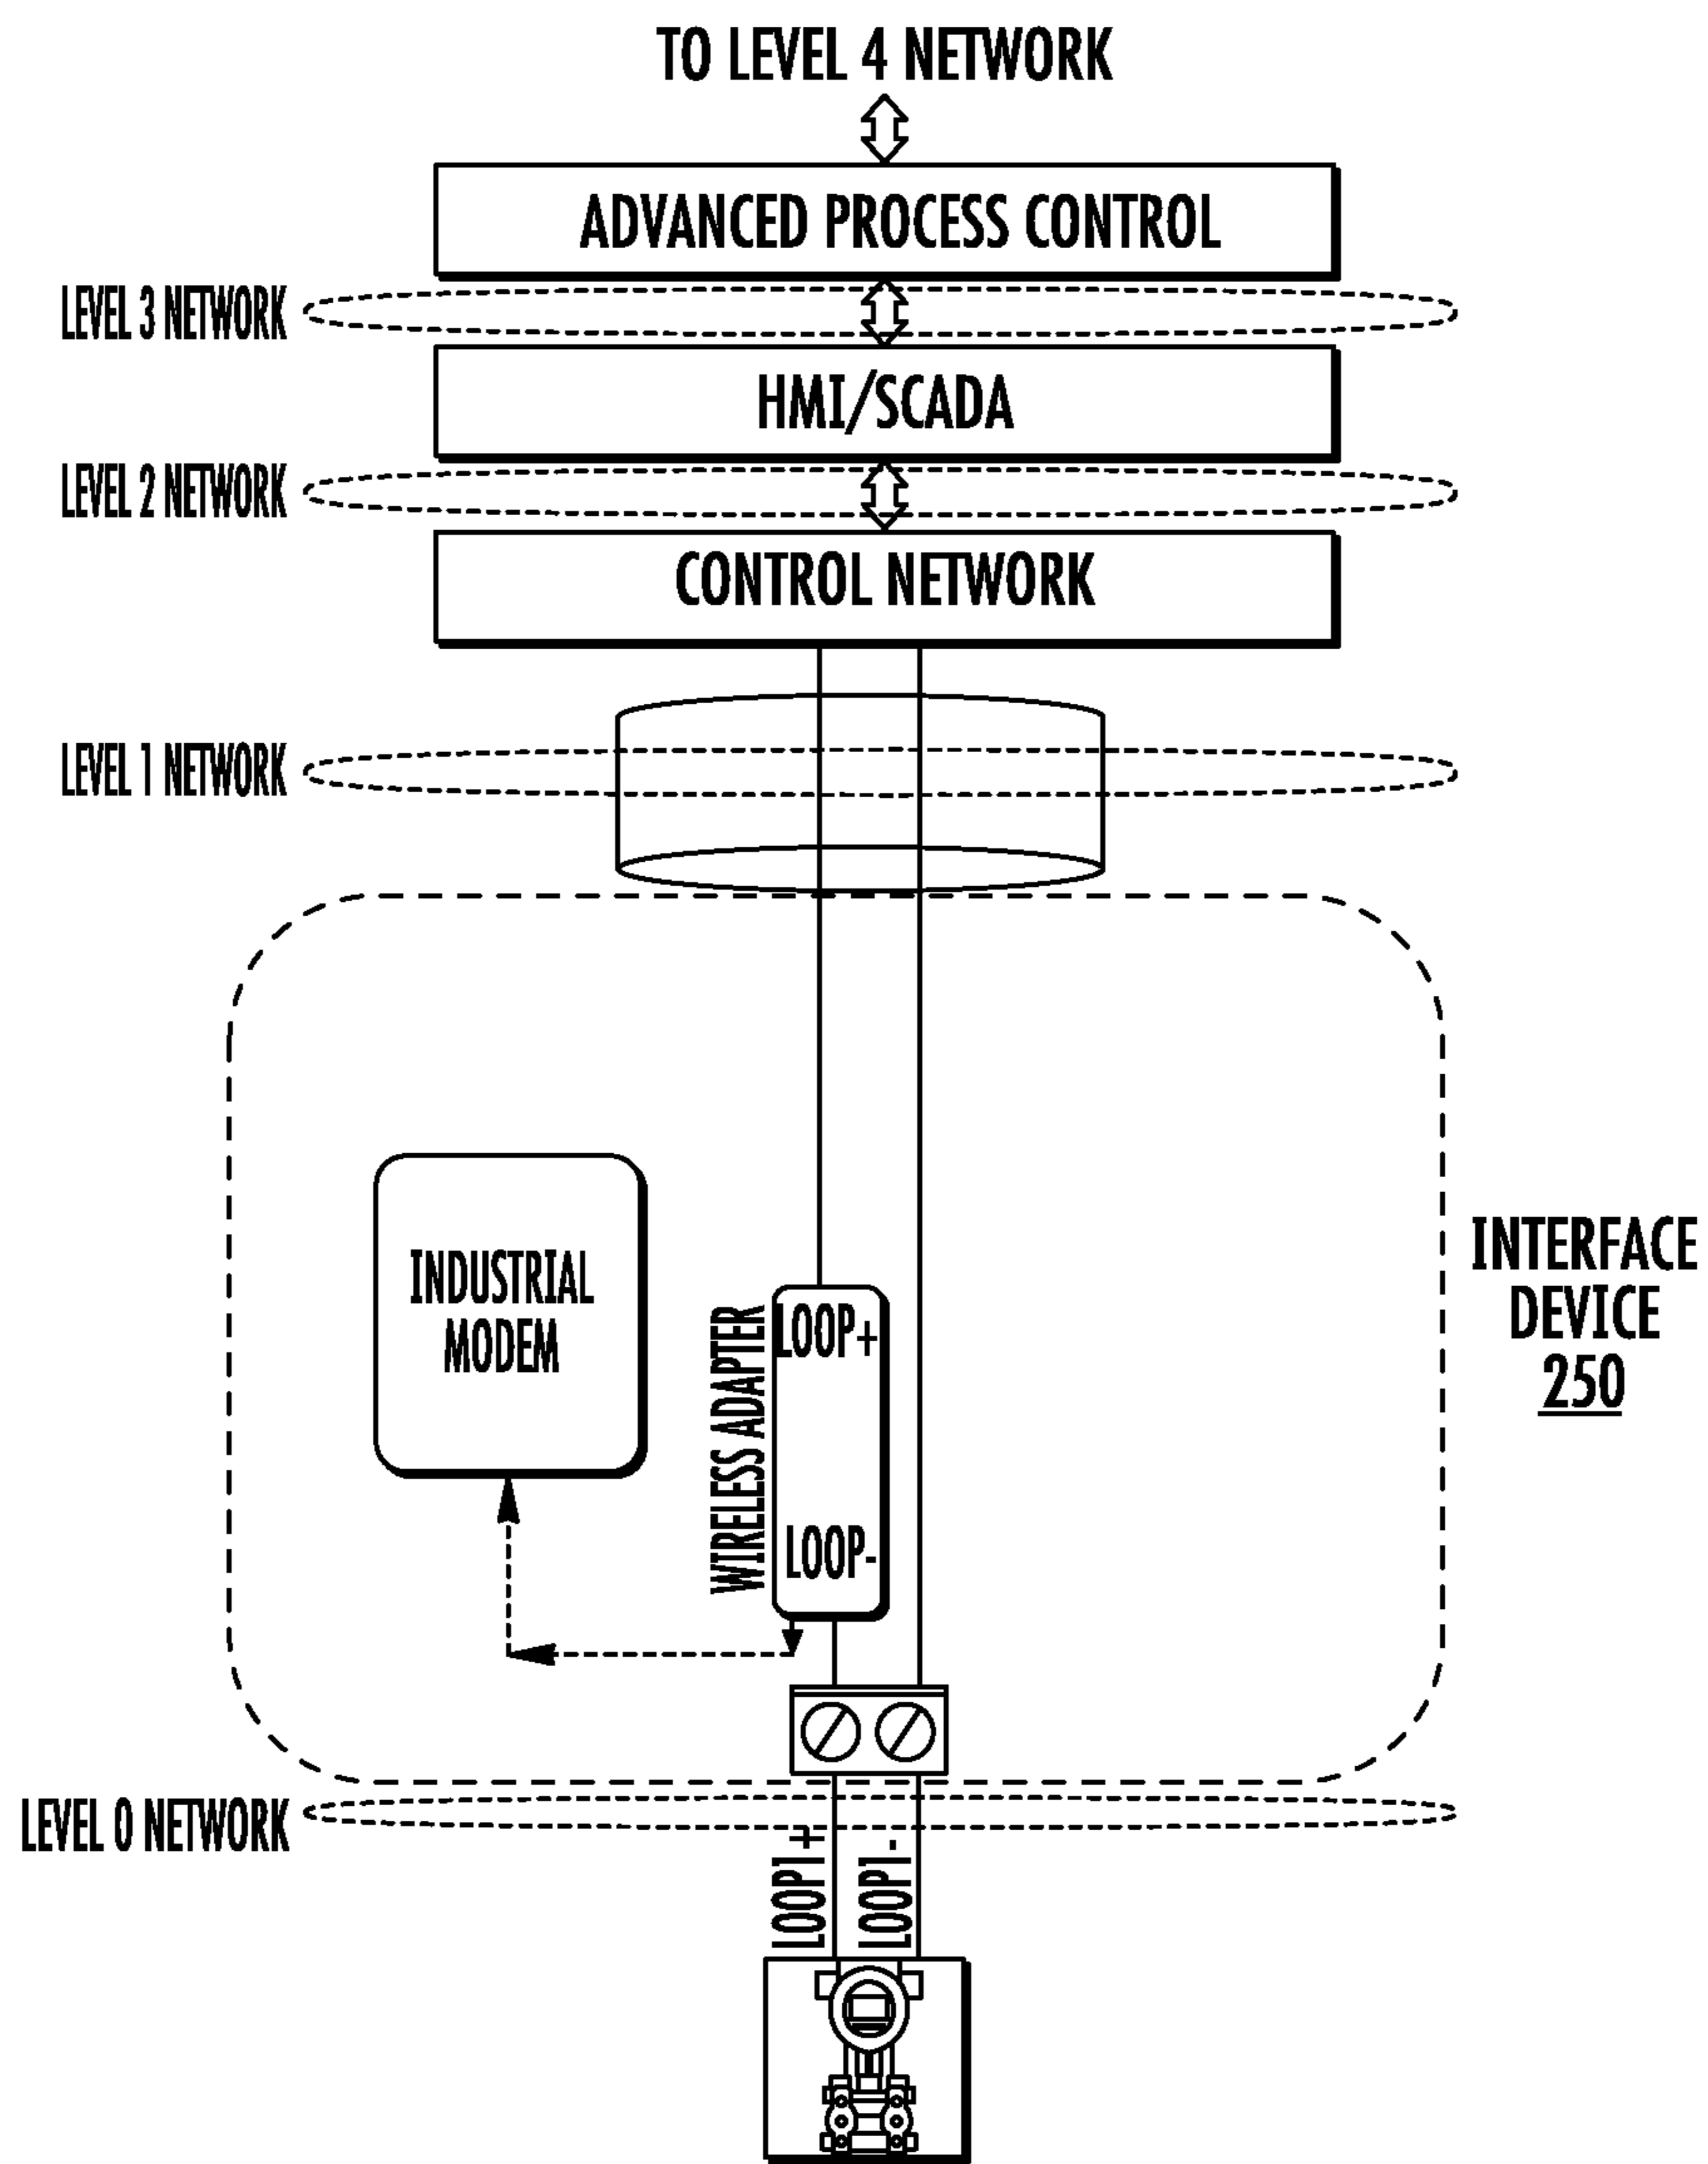 TO LEVEL 4 NETWORK
ADVANCED PROCESS CONTROL
LEVEL 3 NETWORK
HMI/SCADA
LEVEL 2 NETWORK
CONTROL NETWORK
LEVEL 1 NETWORK
INDUSTRIAL
MODEM
WIRELESS ADAPTER
LOOP+
LOOP-
INTERFACE
DEVICE
250
LEVEL 0 NETWORK
LOOP1+
LOOP1-